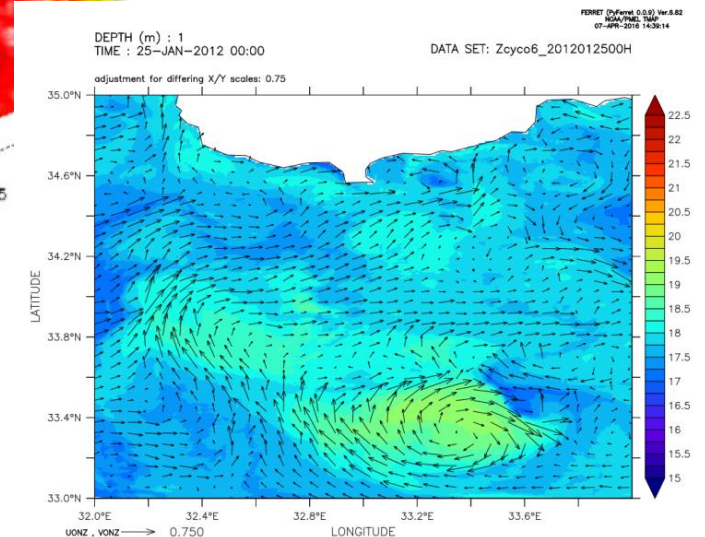 FERRET (PyFerret 0.0.9) Ver.6.82
NOAA/PMEL TMAP
07-APR-2016 14:39:14
DEPTH (m) : 1
TIME : 25-JAN-2012 00:00
DATA SET: Zcyco6_2012012500H
adjustment for differing X/Y scales: 0.75
35.0°N
34.6°N
34.2°N
33.8°N
33.4°N
33.0°N
LATITUDE
32.0°E 32.4°E 32.8°E 33.2°E 33.6°E
LONGITUDE
UONZ , VONZ 0.750
22.5
22
21.5
21
20.5
20
19.5
19
18.5
18
17.5
17
16.5
16
15.5
15
5